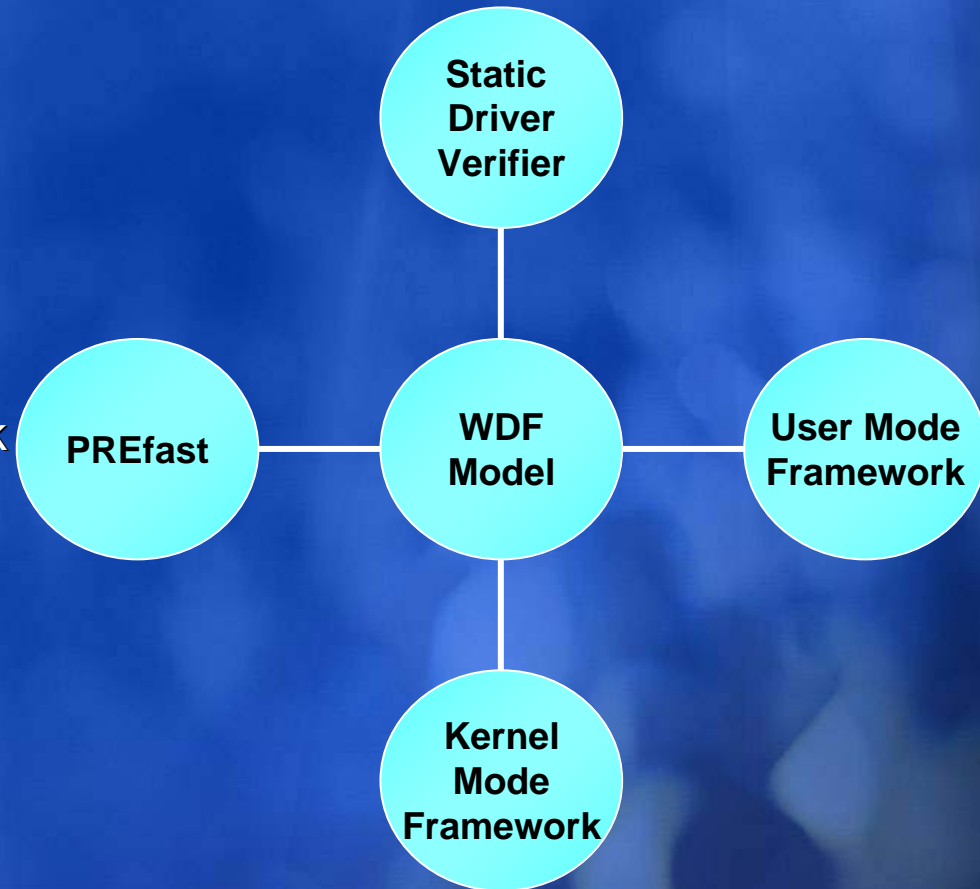 Static
Driver
Verifier
PREfast
WDF
Model
User Mode
Framework
Kernel
Mode
Framework